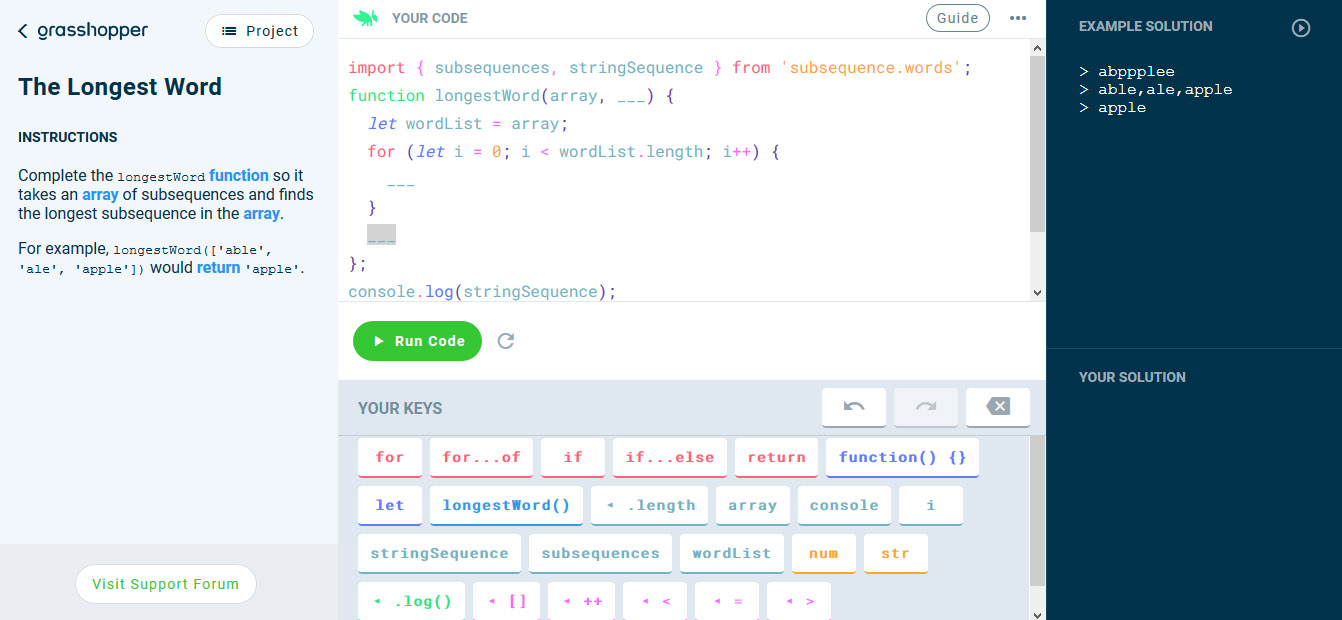 grasshopper
Project
The Longest Word
INSTRUCTIONS
Complete the longestWord function so it
takes an array of subsequences and finds
the longest subsequence in the array.
For example, longestWord(['able',
'ale', 'apple']) would return 'apple'.
Visit Support Forum
YOUR CODE
Guide
import { subsequences, stringSequence } from 'subsequence.words';
function longestWord(array, ___) {
let wordList = array;
for (let i = 0; i < wordList.length; i++) {
___
}
___
};
console.log(stringSequence);
Run Code
YOUR KEYS
for for...of if if...else return function() {}
let longestWord() .length array console i
stringSequence subsequences wordList num str
.log() [] ++ < = >
EXAMPLE SOLUTION
> abppplee
> able,ale,apple
> apple
YOUR SOLUTION